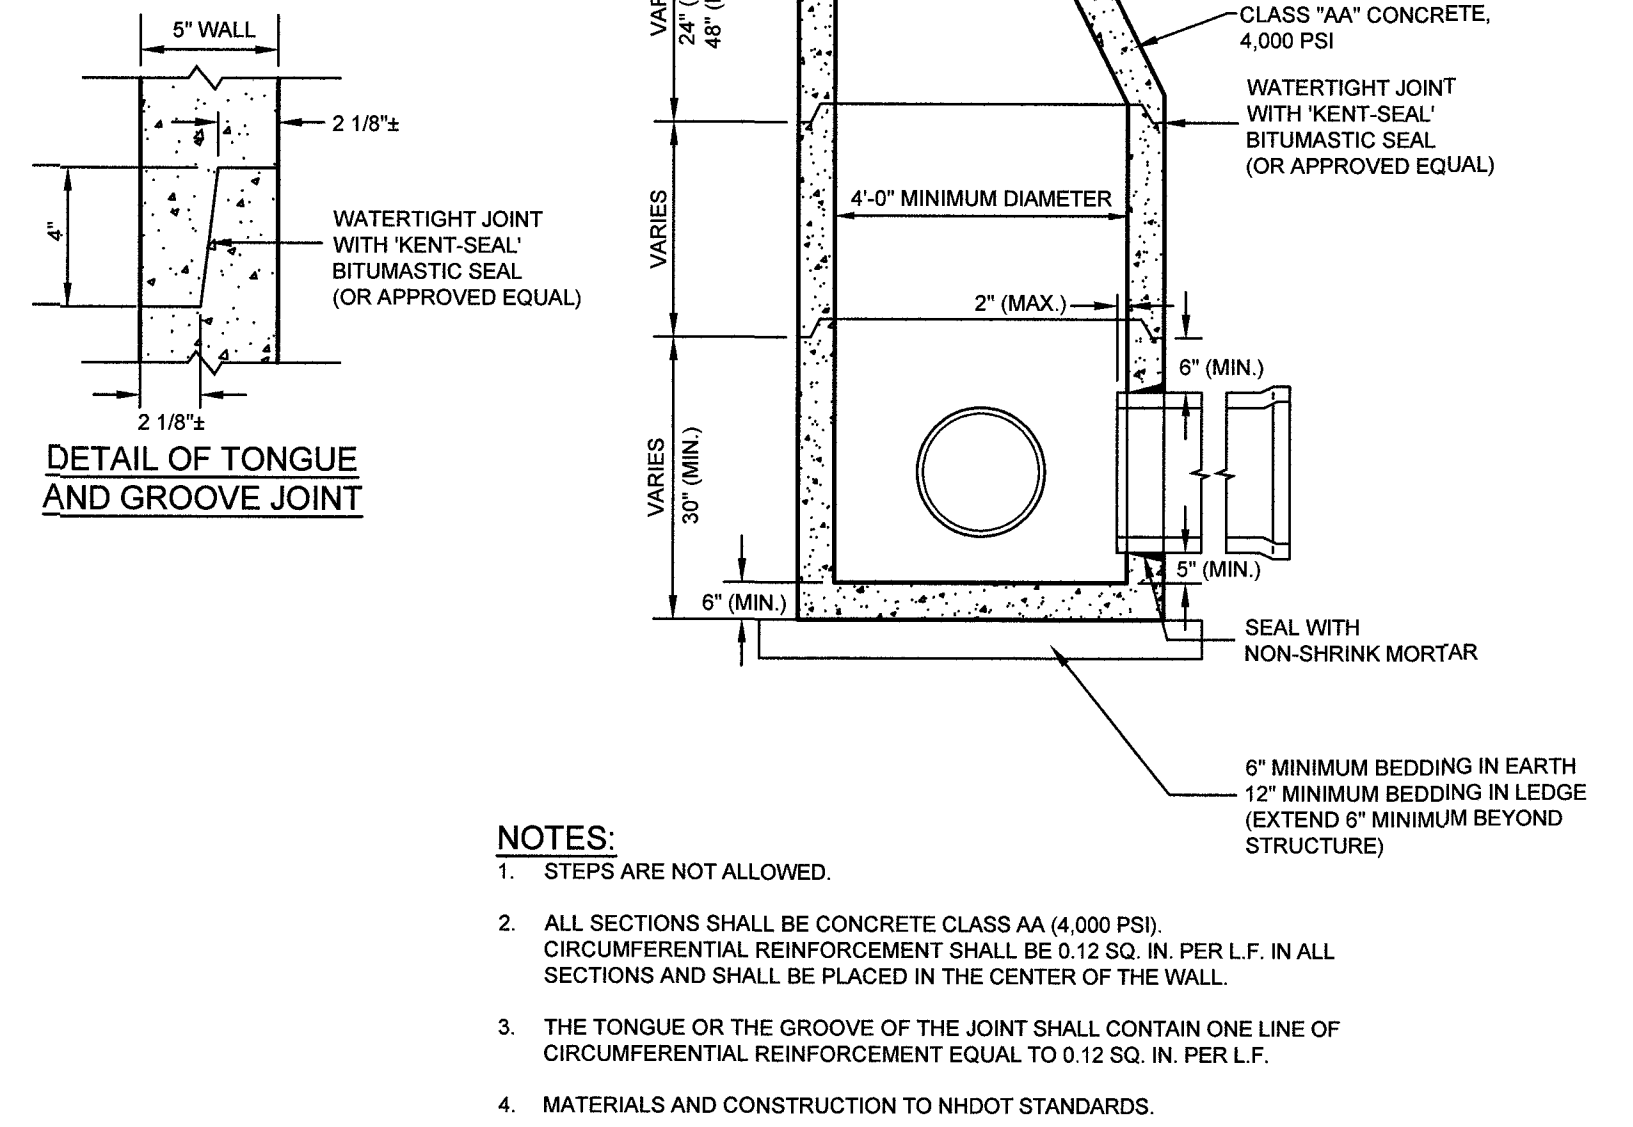 5" WALL
2 1/8"±
4"
WATERTIGHT JOINT
WITH 'KENT-SEAL'
BITUMASTIC SEAL
(OR APPROVED EQUAL)
2 1/8"±
DETAIL OF TONGUE
AND GROOVE JOINT
24"
48"
CLASS "AA" CONCRETE,
4,000 PSI
WATERTIGHT JOINT
WITH 'KENT-SEAL'
BITUMASTIC SEAL
(OR APPROVED EQUAL)
VARIES
4'-0" MINIMUM DIAMETER
2" (MAX.)
6" (MIN.)
VARIES
30" (MIN.)
5" (MIN.)
6" (MIN.)
SEAL WITH
NON-SHRINK MORTAR
6" MINIMUM BEDDING IN EARTH
12" MINIMUM BEDDING IN LEDGE
(EXTEND 6" MINIMUM BEYOND
STRUCTURE)
NOTES:
1. STEPS ARE NOT ALLOWED.
2. ALL SECTIONS SHALL BE CONCRETE CLASS AA (4,000 PSI).
CIRCUMFERENTIAL REINFORCEMENT SHALL BE 0.12 SQ. IN. PER L.F. IN ALL
SECTIONS AND SHALL BE PLACED IN THE CENTER OF THE WALL.
3. THE TONGUE OR THE GROOVE OF THE JOINT SHALL CONTAIN ONE LINE OF
CIRCUMFERENTIAL REINFORCEMENT EQUAL TO 0.12 SQ. IN. PER L.F.
4. MATERIALS AND CONSTRUCTION TO NHDOT STANDARDS.